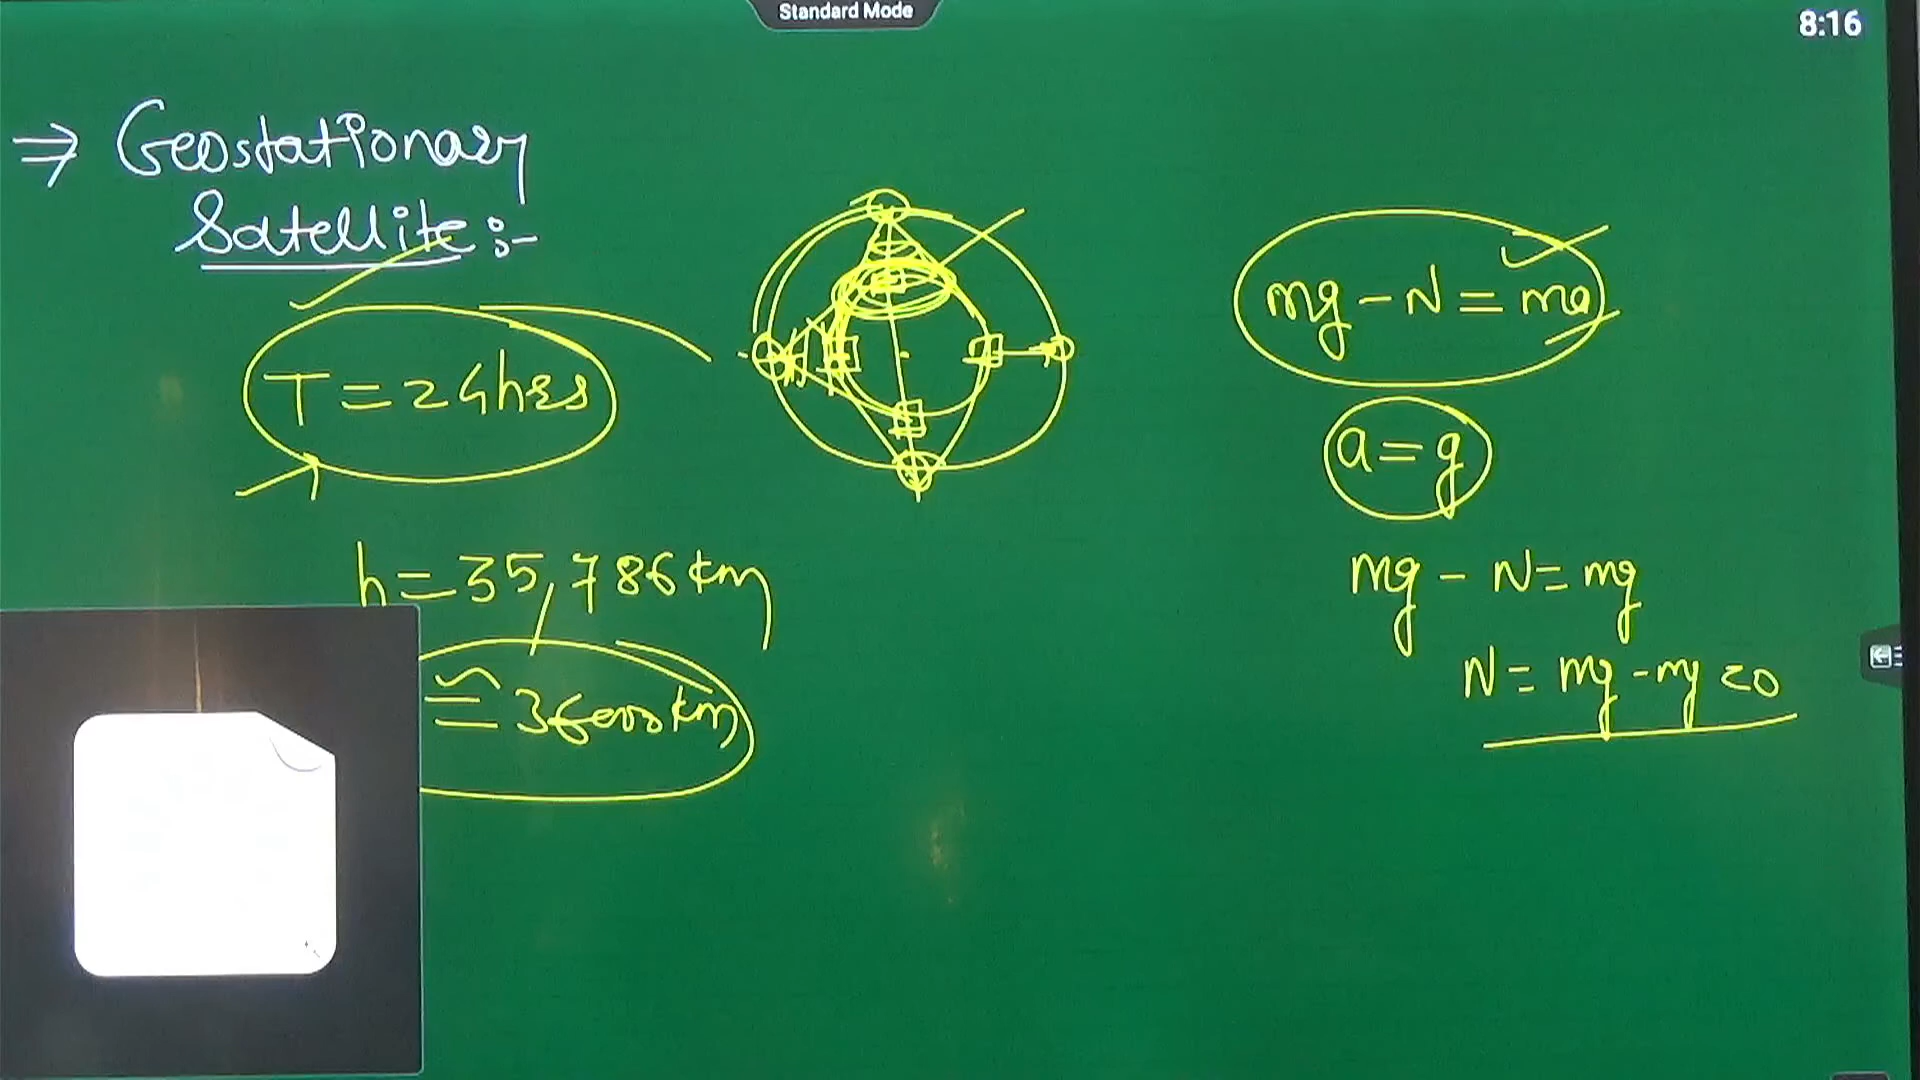 Standard Mode
8:16
⇒ Geostationary
Satellite:-
T = 24hrs
h = 35,786 km
≃ 36000 km
mg - N = ma
a = g
mg - N = mg
N = mg - mg = 0